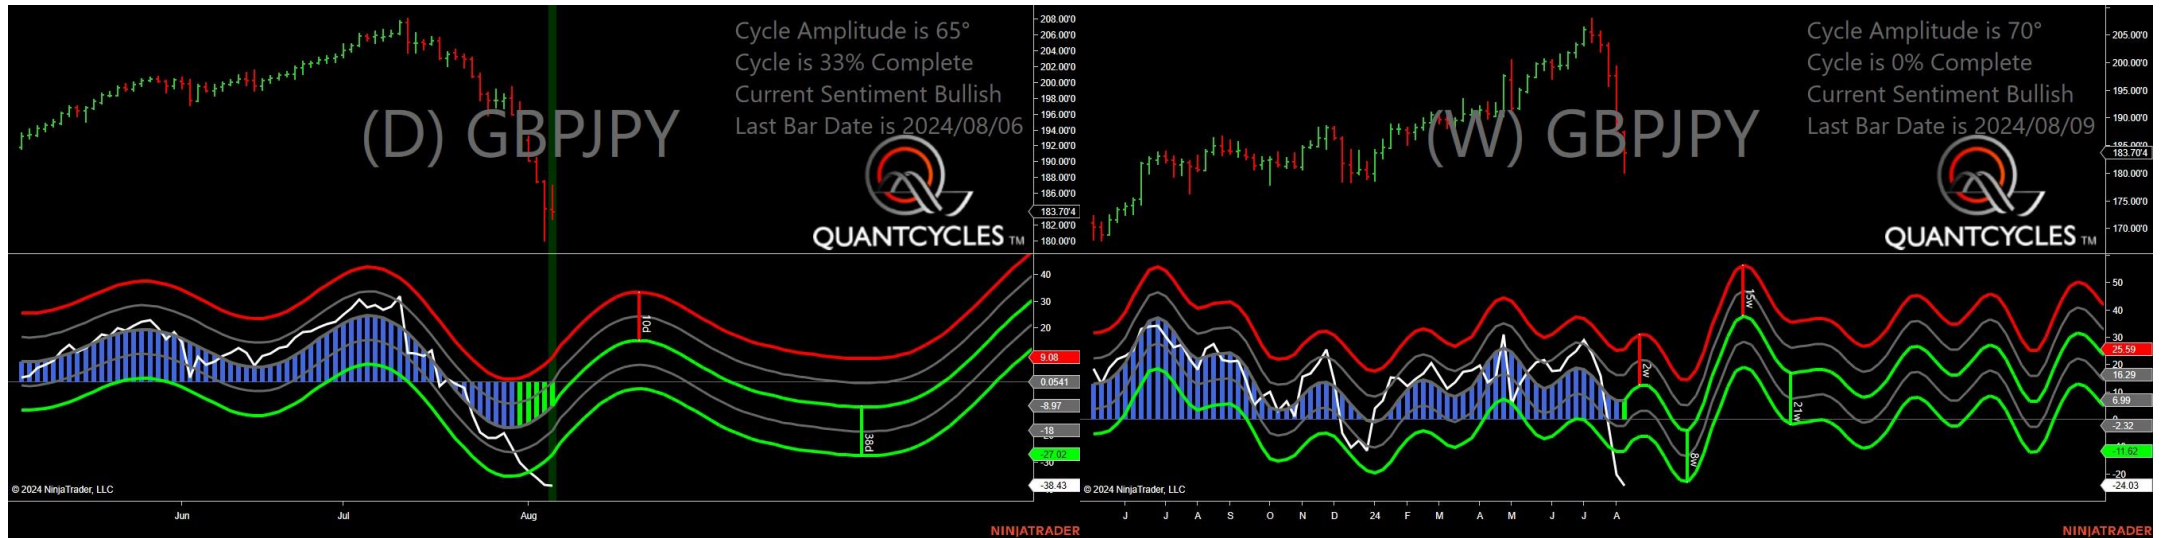 Cycle Amplitude is 65°
Cycle is 33% Complete
Current Sentiment Bullish
Last Bar Date is 2024/08/06
(D) GBPJPY
QUANTCYCLES TM
208.00'0
206.00'0
204.00'0
202.00'0
200.00'0
198.00'0
196.00'0
194.00'0
192.00'0
190.00'0
188.00'0
186.00'0
183.70'4
182.00'0
180.00'0
10d
38d
40
30
20
9.08
0.0541
-8.97
-18
-27.02
-30
-38.43
© 2024 NinjaTrader, LLC
Jun
Jul
Aug
NINJATRADER
Cycle Amplitude is 70°
Cycle is 0% Complete
Current Sentiment Bullish
Last Bar Date is 2024/08/09
(W) GBPJPY
QUANTCYCLES TM
205.00'0
200.00'0
195.00'0
190.00'0
185.00'0
183.70'4
180.00'0
175.00'0
170.00'0
2w
8w
15w
21w
50
40
30
25.59
16.29
10
6.99
0
-2.32
-11.62
-20
-24.03
© 2024 NinjaTrader, LLC
J J A S O N D 24 F M A M J J A
NINJATRADER